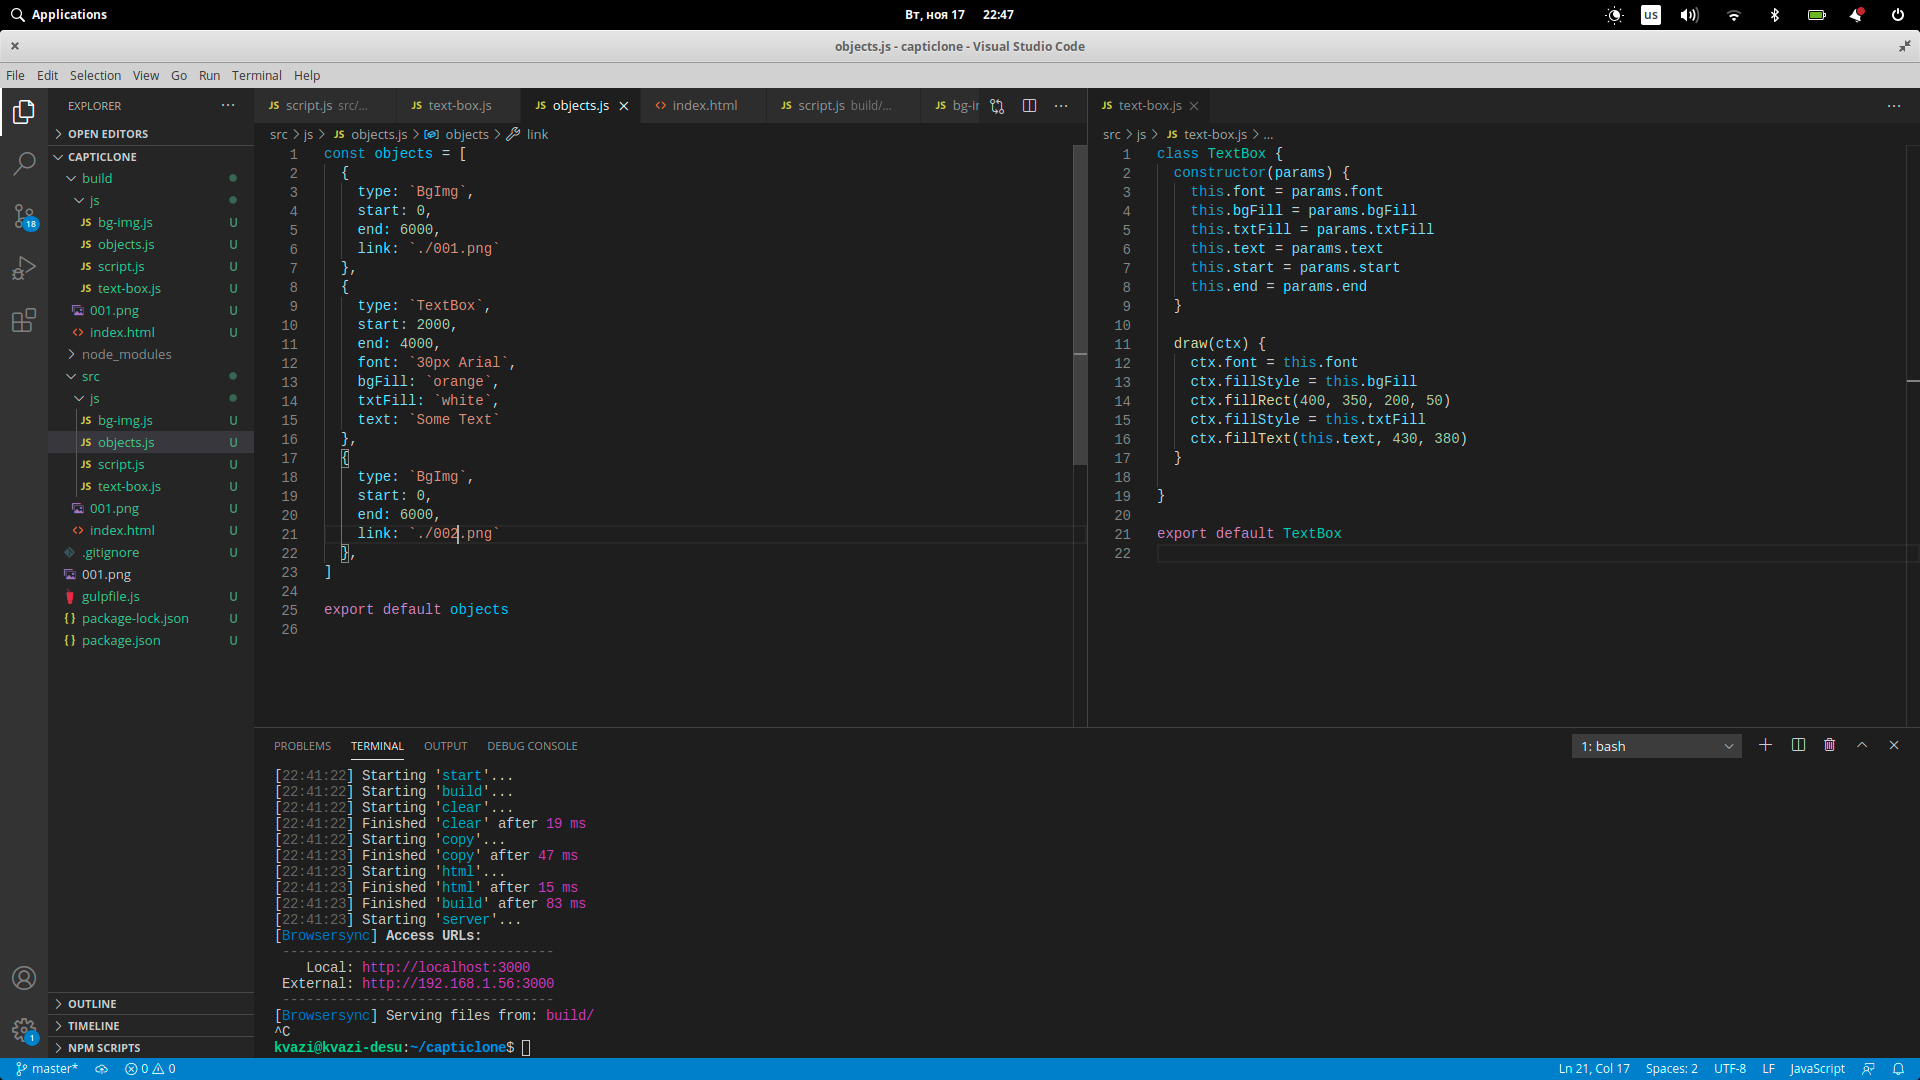 Applications
Вт, ноя 17 22:47
us
objects.js - capticlone - Visual Studio Code
File Edit Selection View Go Run Terminal Help
EXPLORER
OPEN EDITORS
CAPTICLONE
build
js
JS bg-img.js U
JS objects.js U
JS script.js U
JS text-box.js U
001.png U
index.html U
node_modules
src
js
JS bg-img.js U
JS objects.js U
JS script.js U
JS text-box.js U
001.png U
index.html U
.gitignore U
001.png
gulpfile.js U
package-lock.json U
package.json U
OUTLINE
TIMELINE
NPM SCRIPTS
18
1
JS script.js src/... JS text-box.js JS objects.js index.html JS script.js build/... JS bg-ir
src > js > JS objects.js > objects > link
1 const objects = [
2 {
3 type: `BgImg`,
4 start: 0,
5 end: 6000,
6 link: `./001.png`
7 },
8 {
9 type: `TextBox`,
10 start: 2000,
11 end: 4000,
12 font: `30px Arial`,
13 bgFill: `orange`,
14 txtFill: `white`,
15 text: `Some Text`
16 },
17 {
18 type: `BgImg`,
19 start: 0,
20 end: 6000,
21 link: `./002.png`
22 },
23 ]
24
25 export default objects
26
JS text-box.js
src > js > JS text-box.js > ...
1 class TextBox {
2 constructor(params) {
3 this.font = params.font
4 this.bgFill = params.bgFill
5 this.txtFill = params.txtFill
6 this.text = params.text
7 this.start = params.start
8 this.end = params.end
9 }
10
11 draw(ctx) {
12 ctx.font = this.font
13 ctx.fillStyle = this.bgFill
14 ctx.fillRect(400, 350, 200, 50)
15 ctx.fillStyle = this.txtFill
16 ctx.fillText(this.text, 430, 380)
17 }
18
19 }
20
21 export default TextBox
22
PROBLEMS TERMINAL OUTPUT DEBUG CONSOLE
1: bash
[22:41:22] Starting 'start'...
[22:41:22] Starting 'build'...
[22:41:22] Starting 'clear'...
[22:41:22] Finished 'clear' after 19 ms
[22:41:22] Starting 'copy'...
[22:41:23] Finished 'copy' after 47 ms
[22:41:23] Starting 'html'...
[22:41:23] Finished 'html' after 15 ms
[22:41:23] Finished 'build' after 83 ms
[22:41:23] Starting 'server'...
[Browsersync] Access URLs:
----------------------------------
Local: http://localhost:3000
External: http://192.168.1.56:3000
----------------------------------
[Browsersync] Serving files from: build/
^C
kvazi@kvazi-desu:~/capticlone$
master* 0 0
Ln 21, Col 17 Spaces: 2 UTF-8 LF JavaScript